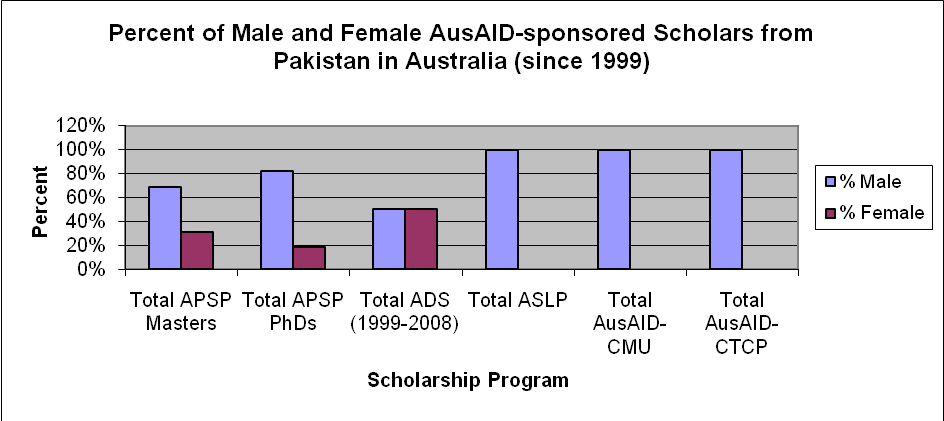 Percent of Male and Female AusAID-sponsored Scholars from
Pakistan in Australia (since 1999)
120%
100%
80%
60%
40%
20%
0%
Percent
Total APSP
Masters
Total APSP
PhDs
Total ADS
(1999-2008)
Total ASLP
Total
AusAID-
CMU
Total
AusAID-
CTCP
Scholarship Program
% Male
% Female